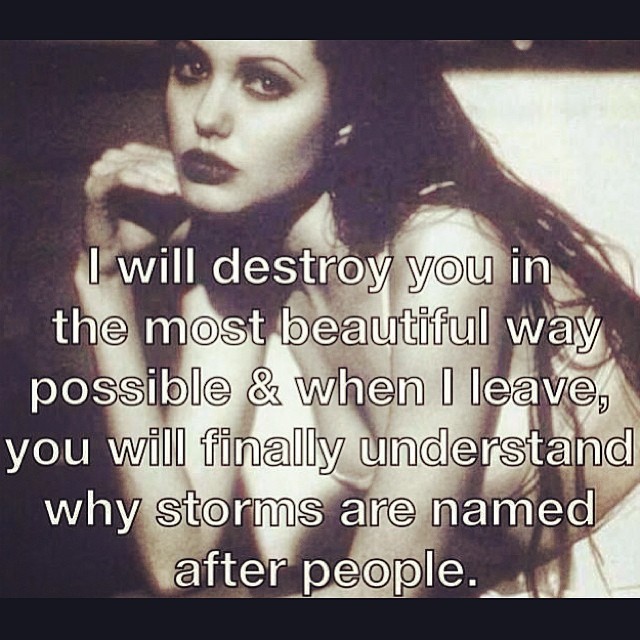 I will destroy you in
the most beautiful way
possible & when I leave,
you will finally understand
why storms are named
after people.